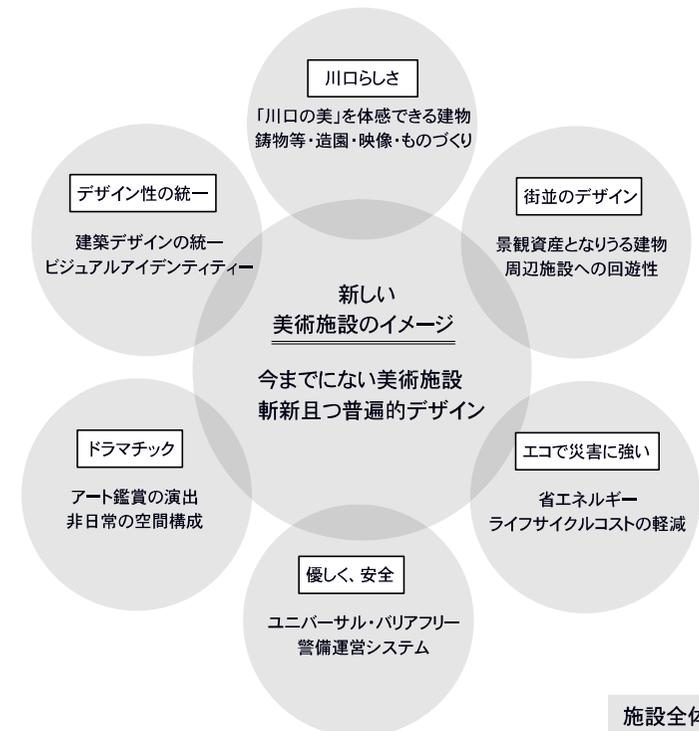 川口らしさ
「川口の美」を体感できる建物
鋳物等・造園・映像・ものづくり
デザイン性の統一
建築デザインの統一
ビジュアルアイデンティティー
街並のデザイン
景観資産となりうる建物
周辺施設への回遊性
新しい
美術施設のイメージ
今までにない美術施設
斬新且つ普遍的デザイン
ドラマチック
アート鑑賞の演出
非日常の空間構成
エコで災害に強い
省エネルギー
ライフサイクルコストの軽減
優しく、安全
ユニバーサル・バリアフリー
警備運営システム
施設全体